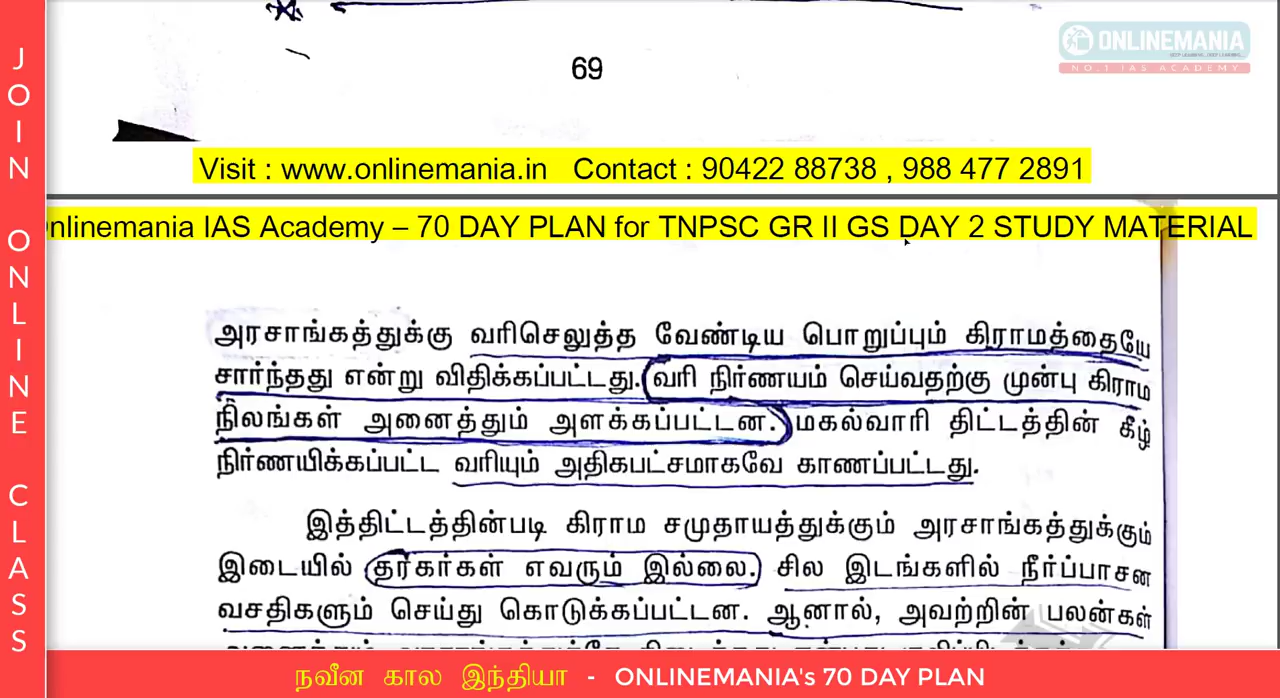 JOIN ONLINE CLASS
ONLINEMANIA
NO.1 IAS ACADEMY
69
Visit : www.onlinemania.in Contact : 90422 88738 , 988 477 2891
nlinemania IAS Academy – 70 DAY PLAN for TNPSC GR II GS DAY 2 STUDY MATERIAL
அரசாங்கத்துக்கு வரிசெலுத்த வேண்டிய பொறுப்பும் கிராமத்தையே
சார்ந்தது என்று விதிக்கப்பட்டது. வரி நிர்ணயம் செய்வதற்கு முன்பு கிராம
நிலங்கள் அனைத்தும் அளக்கப்பட்டன. மகல்வாரி திட்டத்தின் கீழ்
நிர்ணயிக்கப்பட்ட வரியும் அதிகபட்சமாகவே காணப்பட்டது.
இத்திட்டத்தின்படி கிராம சமுதாயத்துக்கும் அரசாங்கத்துக்கும்
இடையில் தரகர்கள் எவரும் இல்லை. சில இடங்களில் நீர்ப்பாசன
வசதிகளும் செய்து கொடுக்கப்பட்டன. ஆனால், அவற்றின் பலன்கள்
நவீன கால இந்தியா - ONLINEMANIA's 70 DAY PLAN